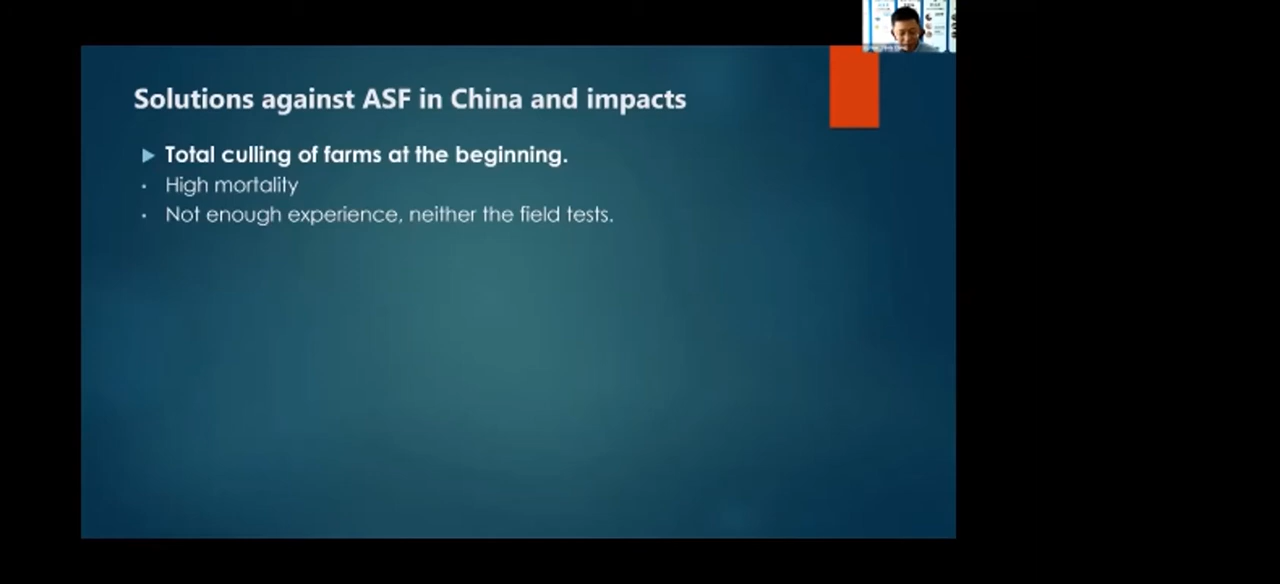 Solutions against ASF in China and impacts
Total culling of farms at the beginning.
High mortality
Not enough experience, neither the field tests.